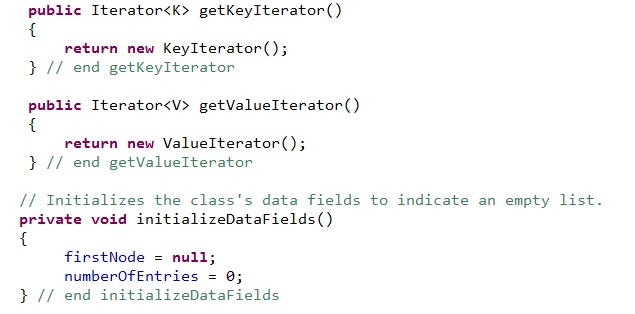 public Iterator<K> getKeyIterator()
{
return new KeyIterator();
} // end getKeyIterator
public Iterator<V> getValueIterator()
{
return new ValueIterator();
} // end getValueIterator
// Initializes the class's data fields to indicate an empty list.
private void initializeDataFields()
{
firstNode = null;
numberOfEntries = 0;
} // end initializeDataFields